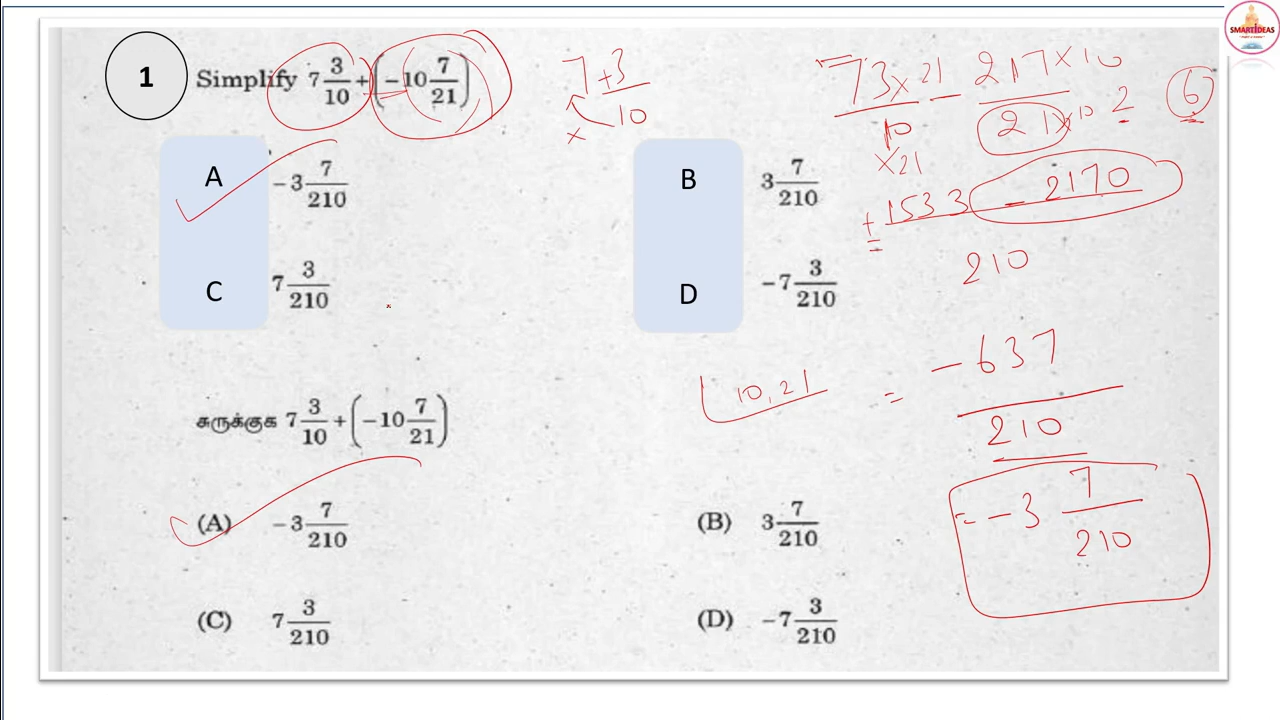 SMARTIDEAS
1
Simplify 7 3/10 + (−10 7/21)
A −3 7/210
B 3 7/210
C 7 3/210
D −7 3/210
சுருக்குக 7 3/10 + (−10 7/21)
(A) −3 7/210
(B) 3 7/210
(C) 7 3/210
(D) −7 3/210
7 + 3
10
×
73 × 21 − 217 × 10
10 × 21
21 × 10
2
6
± 1533 − 2170
210
10, 21
= −637
210
= −3 7/210